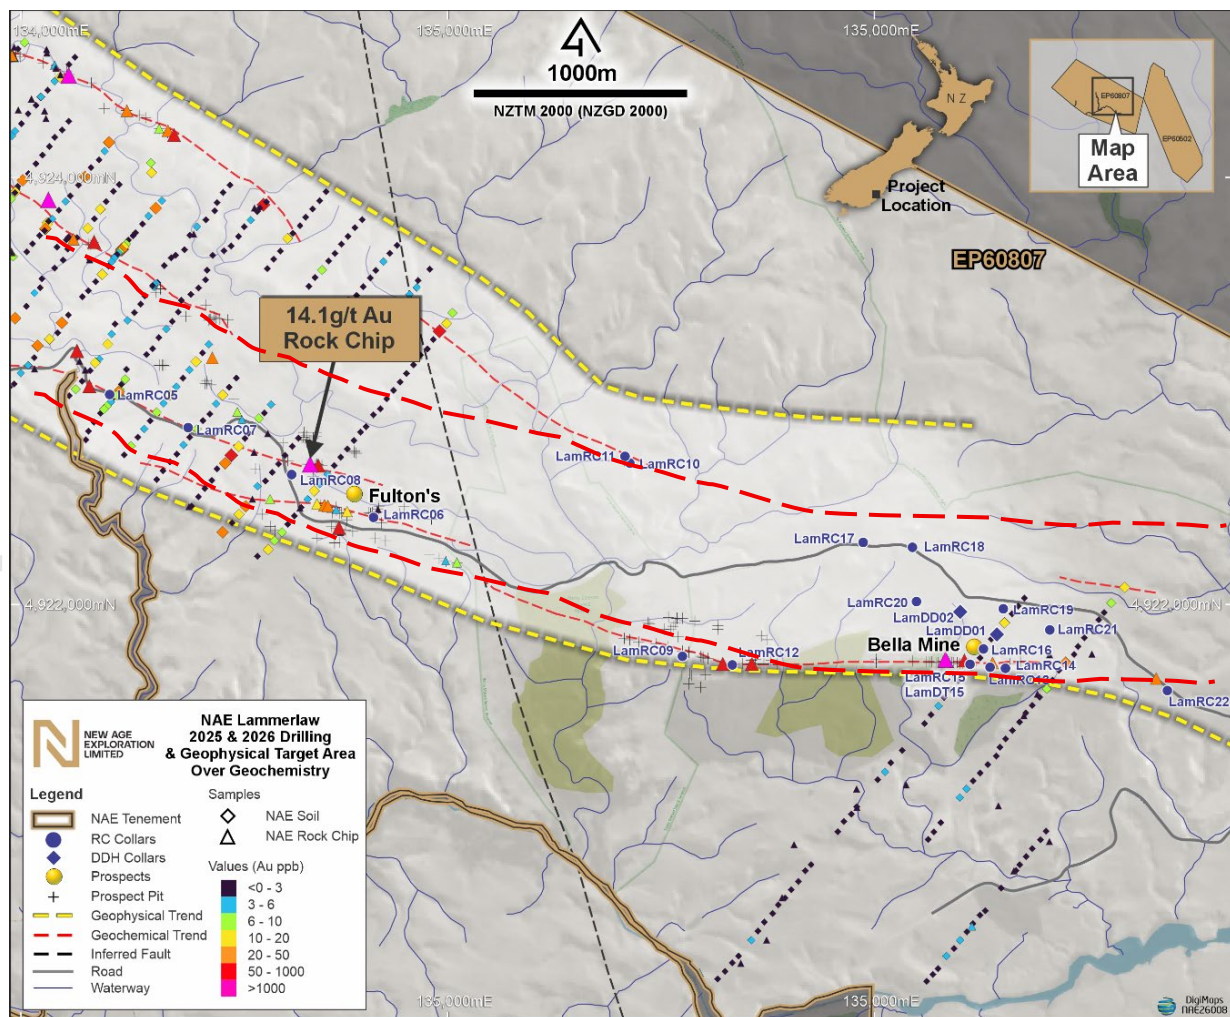 134,000mE
135,000mE
135,000mE
1000m
NZTM 2000 (NZGD 2000)
N Z
Project
Location
EP60807
EP60602
Map
Area
4,924,000mN
EP60807
14.1g/t Au
Rock Chip
LamRC05
LamRC07
LamRC11
LamRC10
LamRC08
Fulton's
LamRC06
LamRC17
LamRC18
4,922,000mN
4,922,000mN
LamRC20
LamRC19
LamDD02
LamDD01
LamRC21
Bella Mine
LamRC16
LamRC09
LamRC12
LamRC14
LamRC15
LamRC13
LamDT15
LamRC22
NEW AGE
EXPLORATION
LIMITED
NAE Lammerlaw
2025 & 2026 Drilling
& Geophysical Target Area
Over Geochemistry
Legend
NAE Tenement
RC Collars
DDH Collars
Prospects
Prospect Pit
Geophysical Trend
Geochemical Trend
Inferred Fault
Road
Waterway
Samples
NAE Soil
NAE Rock Chip
Values (Au ppb)
<0 - 3
3 - 6
6 - 10
10 - 20
20 - 50
50 - 1000
>1000
135,000mE
135,000mE
DigiMaps
NAE26008